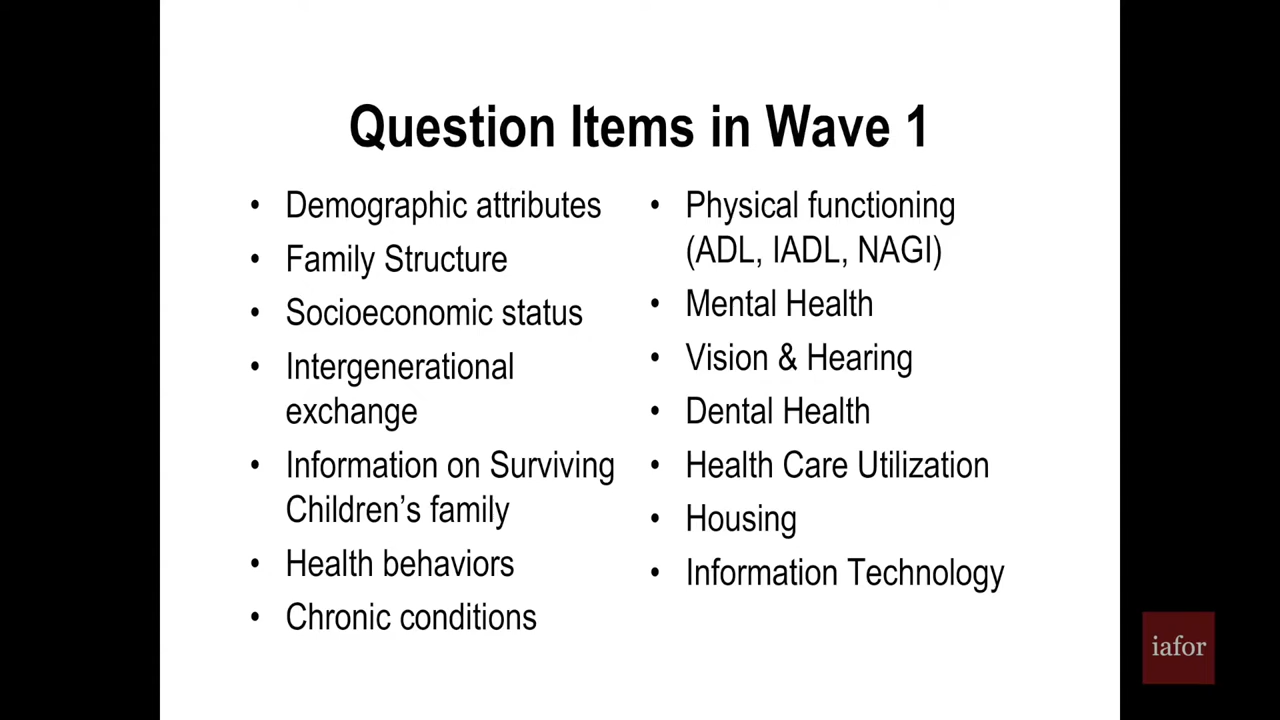 Question Items in Wave 1
• Demographic attributes
• Family Structure
• Socioeconomic status
• Intergenerational
exchange
• Information on Surviving
Children’s family
• Health behaviors
• Chronic conditions
• Physical functioning
(ADL, IADL, NAGI)
• Mental Health
• Vision & Hearing
• Dental Health
• Health Care Utilization
• Housing
• Information Technology
iafor